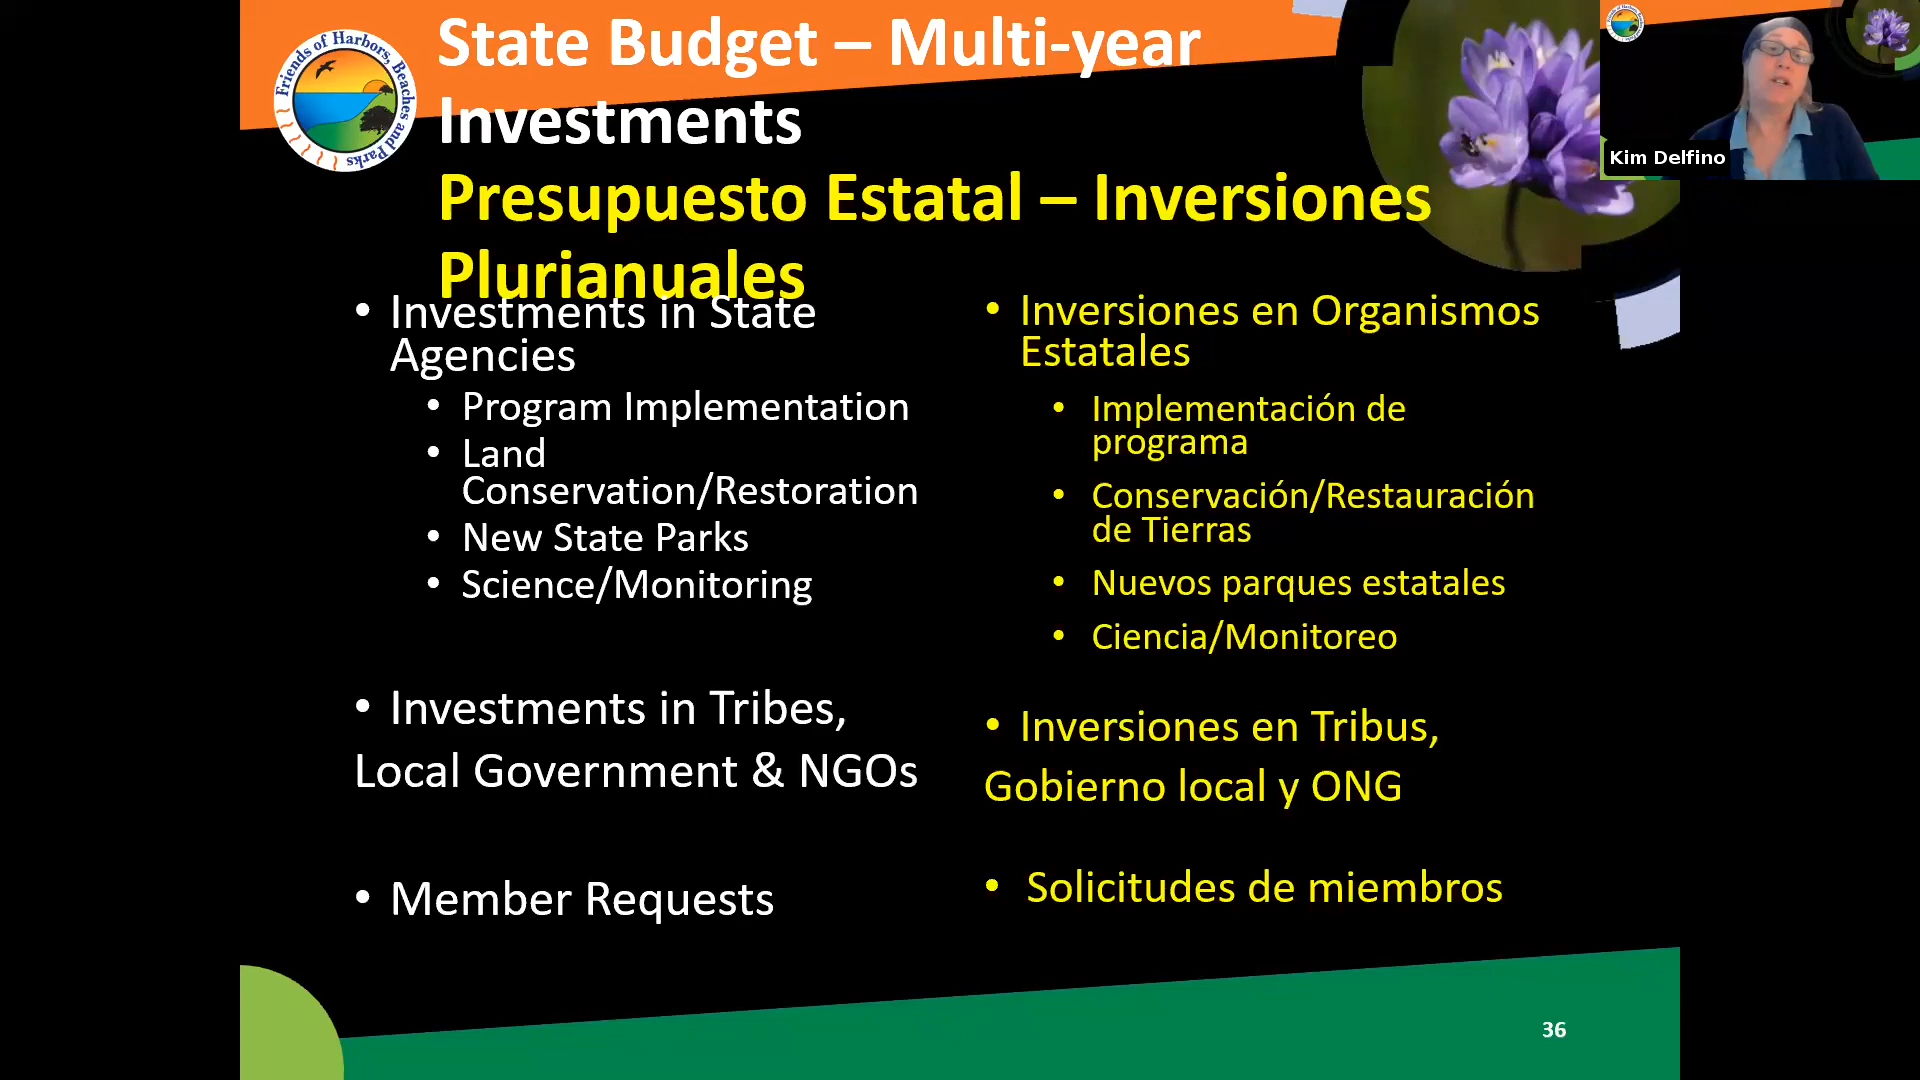 State Budget – Multi-year
Investments
Presupuesto Estatal – Inversiones
Plurianuales
Friends of Harbors, Beaches and Parks
Kim Delfino
• Investments in State
Agencies
• Program Implementation
• Land
Conservation/Restoration
• New State Parks
• Science/Monitoring
• Investments in Tribes,
Local Government & NGOs
• Member Requests
• Inversiones en Organismos
Estatales
• Implementación de
programa
• Conservación/Restauración
de Tierras
• Nuevos parques estatales
• Ciencia/Monitoreo
• Inversiones en Tribus,
Gobierno local y ONG
• Solicitudes de miembros
36